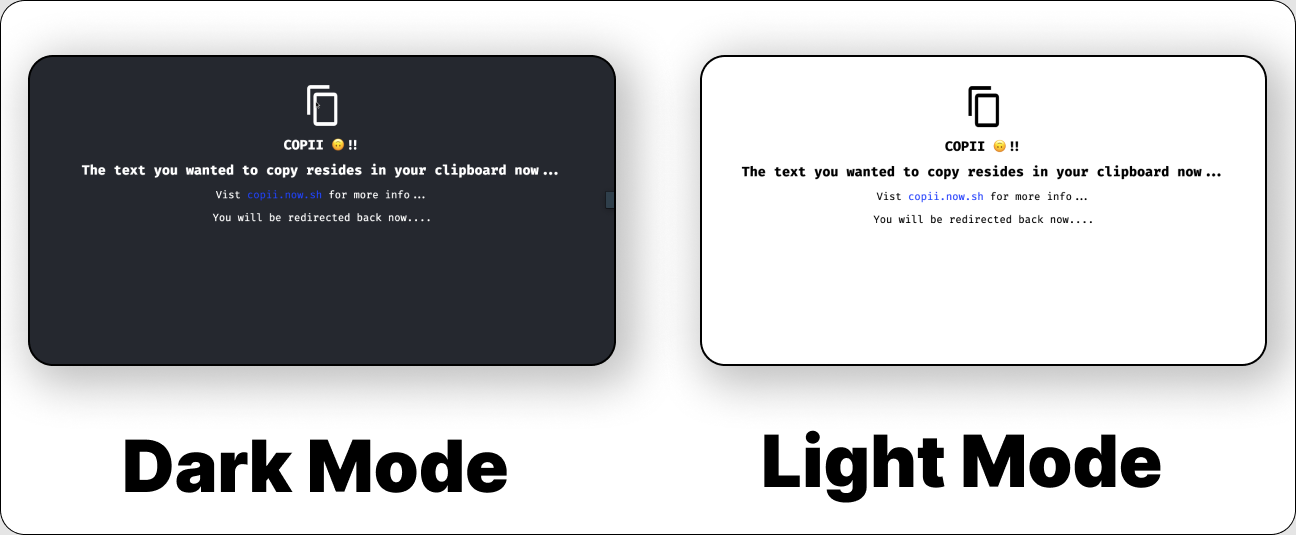 COPII 🙃 !!
The text you wanted to copy resides in your clipboard now...
Vist copii.now.sh for more info...
You will be redirected back now....
Dark Mode
COPII 🙃 !!
The text you wanted to copy resides in your clipboard now...
Vist copii.now.sh for more info...
You will be redirected back now....
Light Mode